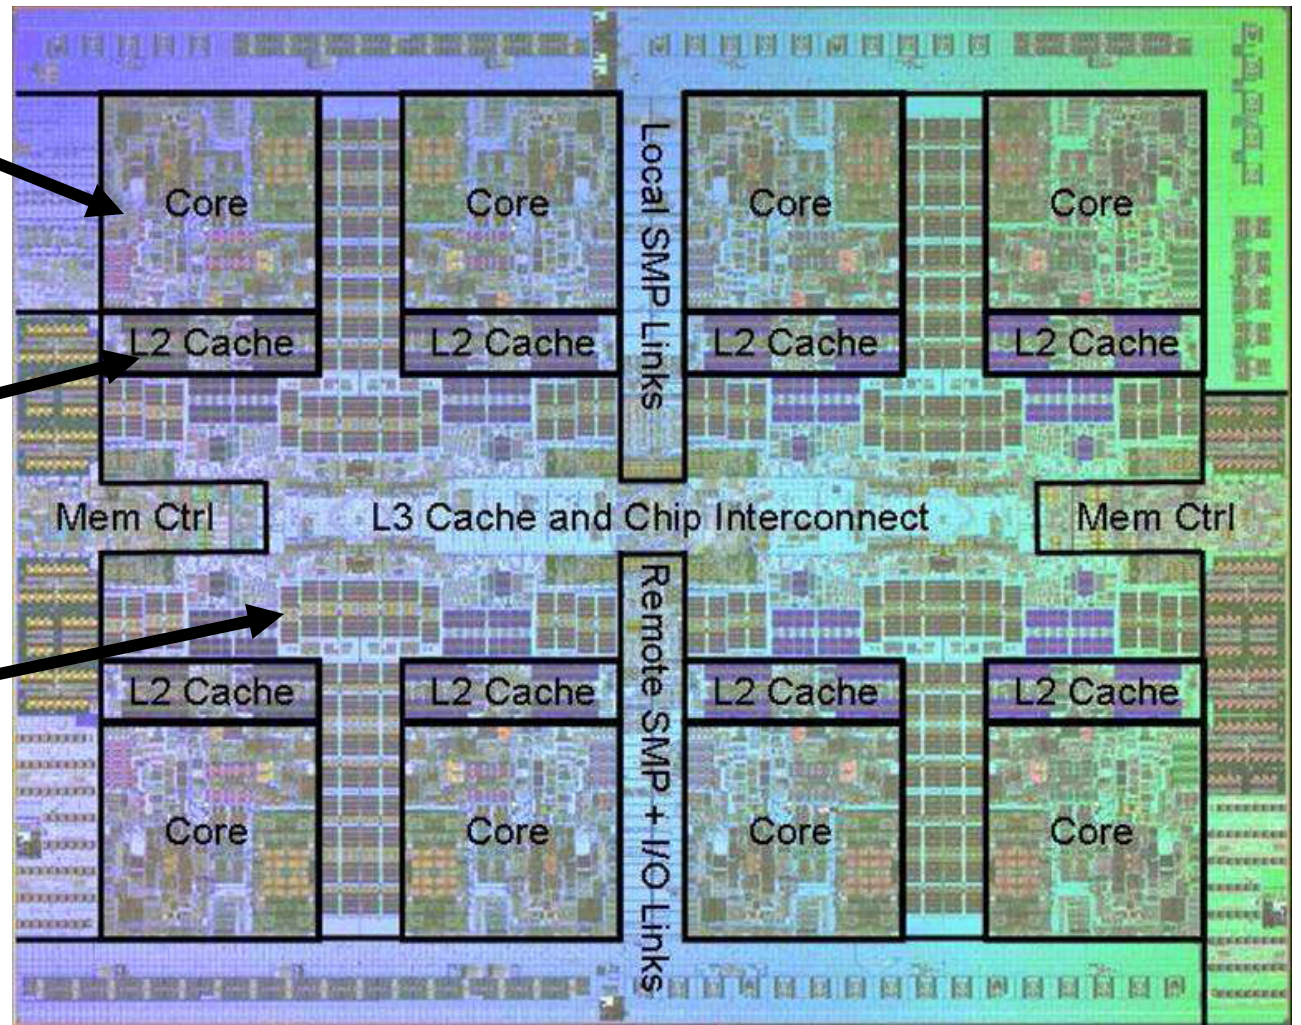 Core
Core
Core
Core
Local SMP Links
L2 Cache
L2 Cache
L2 Cache
L2 Cache
Mem Ctrl
L3 Cache and Chip Interconnect
Mem Ctrl
Remote SMP + I/O Links
L2 Cache
L2 Cache
L2 Cache
L2 Cache
Core
Core
Core
Core